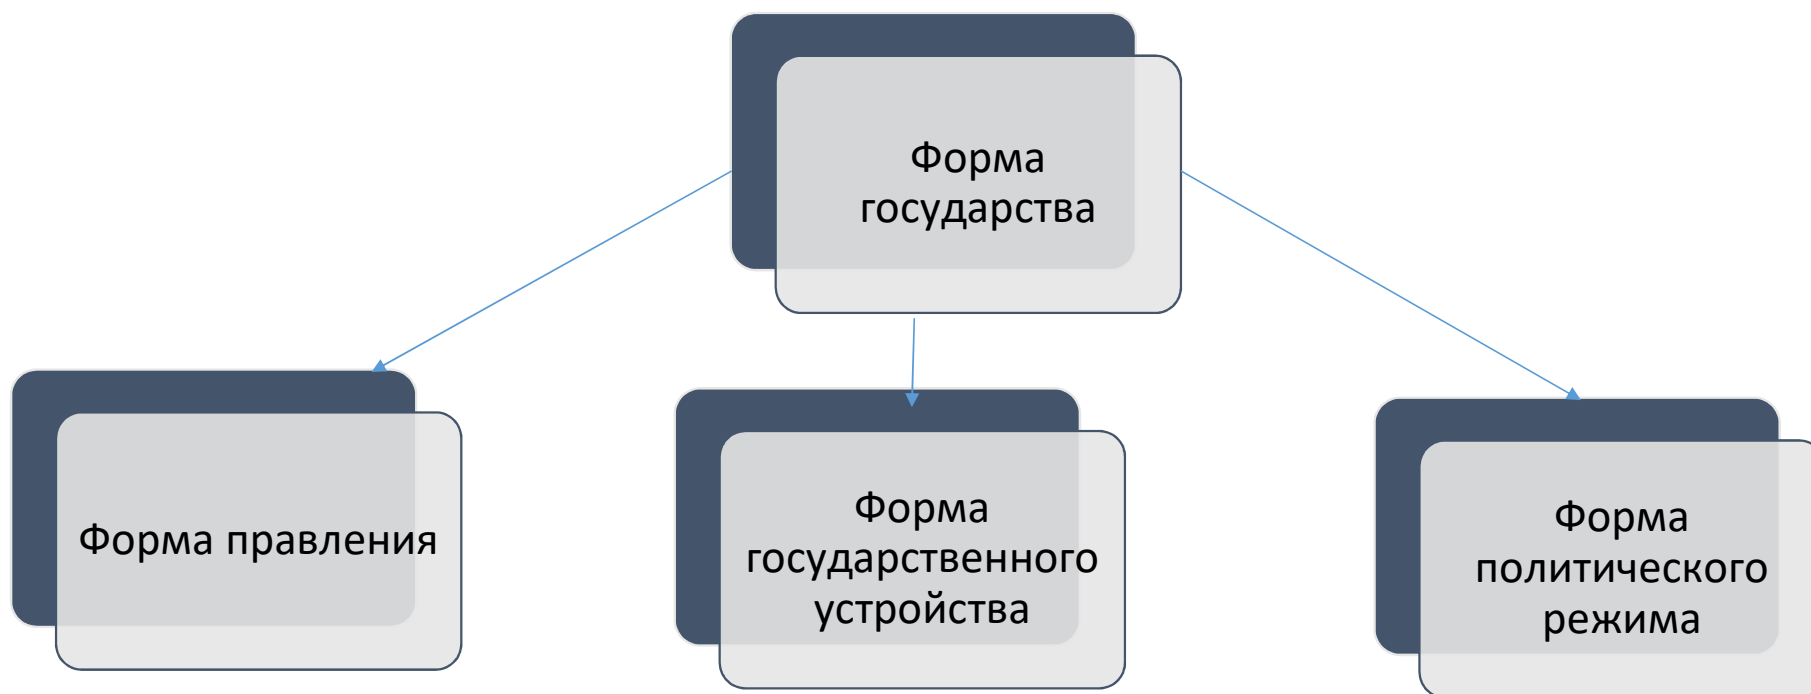 Форма
государства
Форма правления
Форма
государственного
устройства
Форма
политического
режима